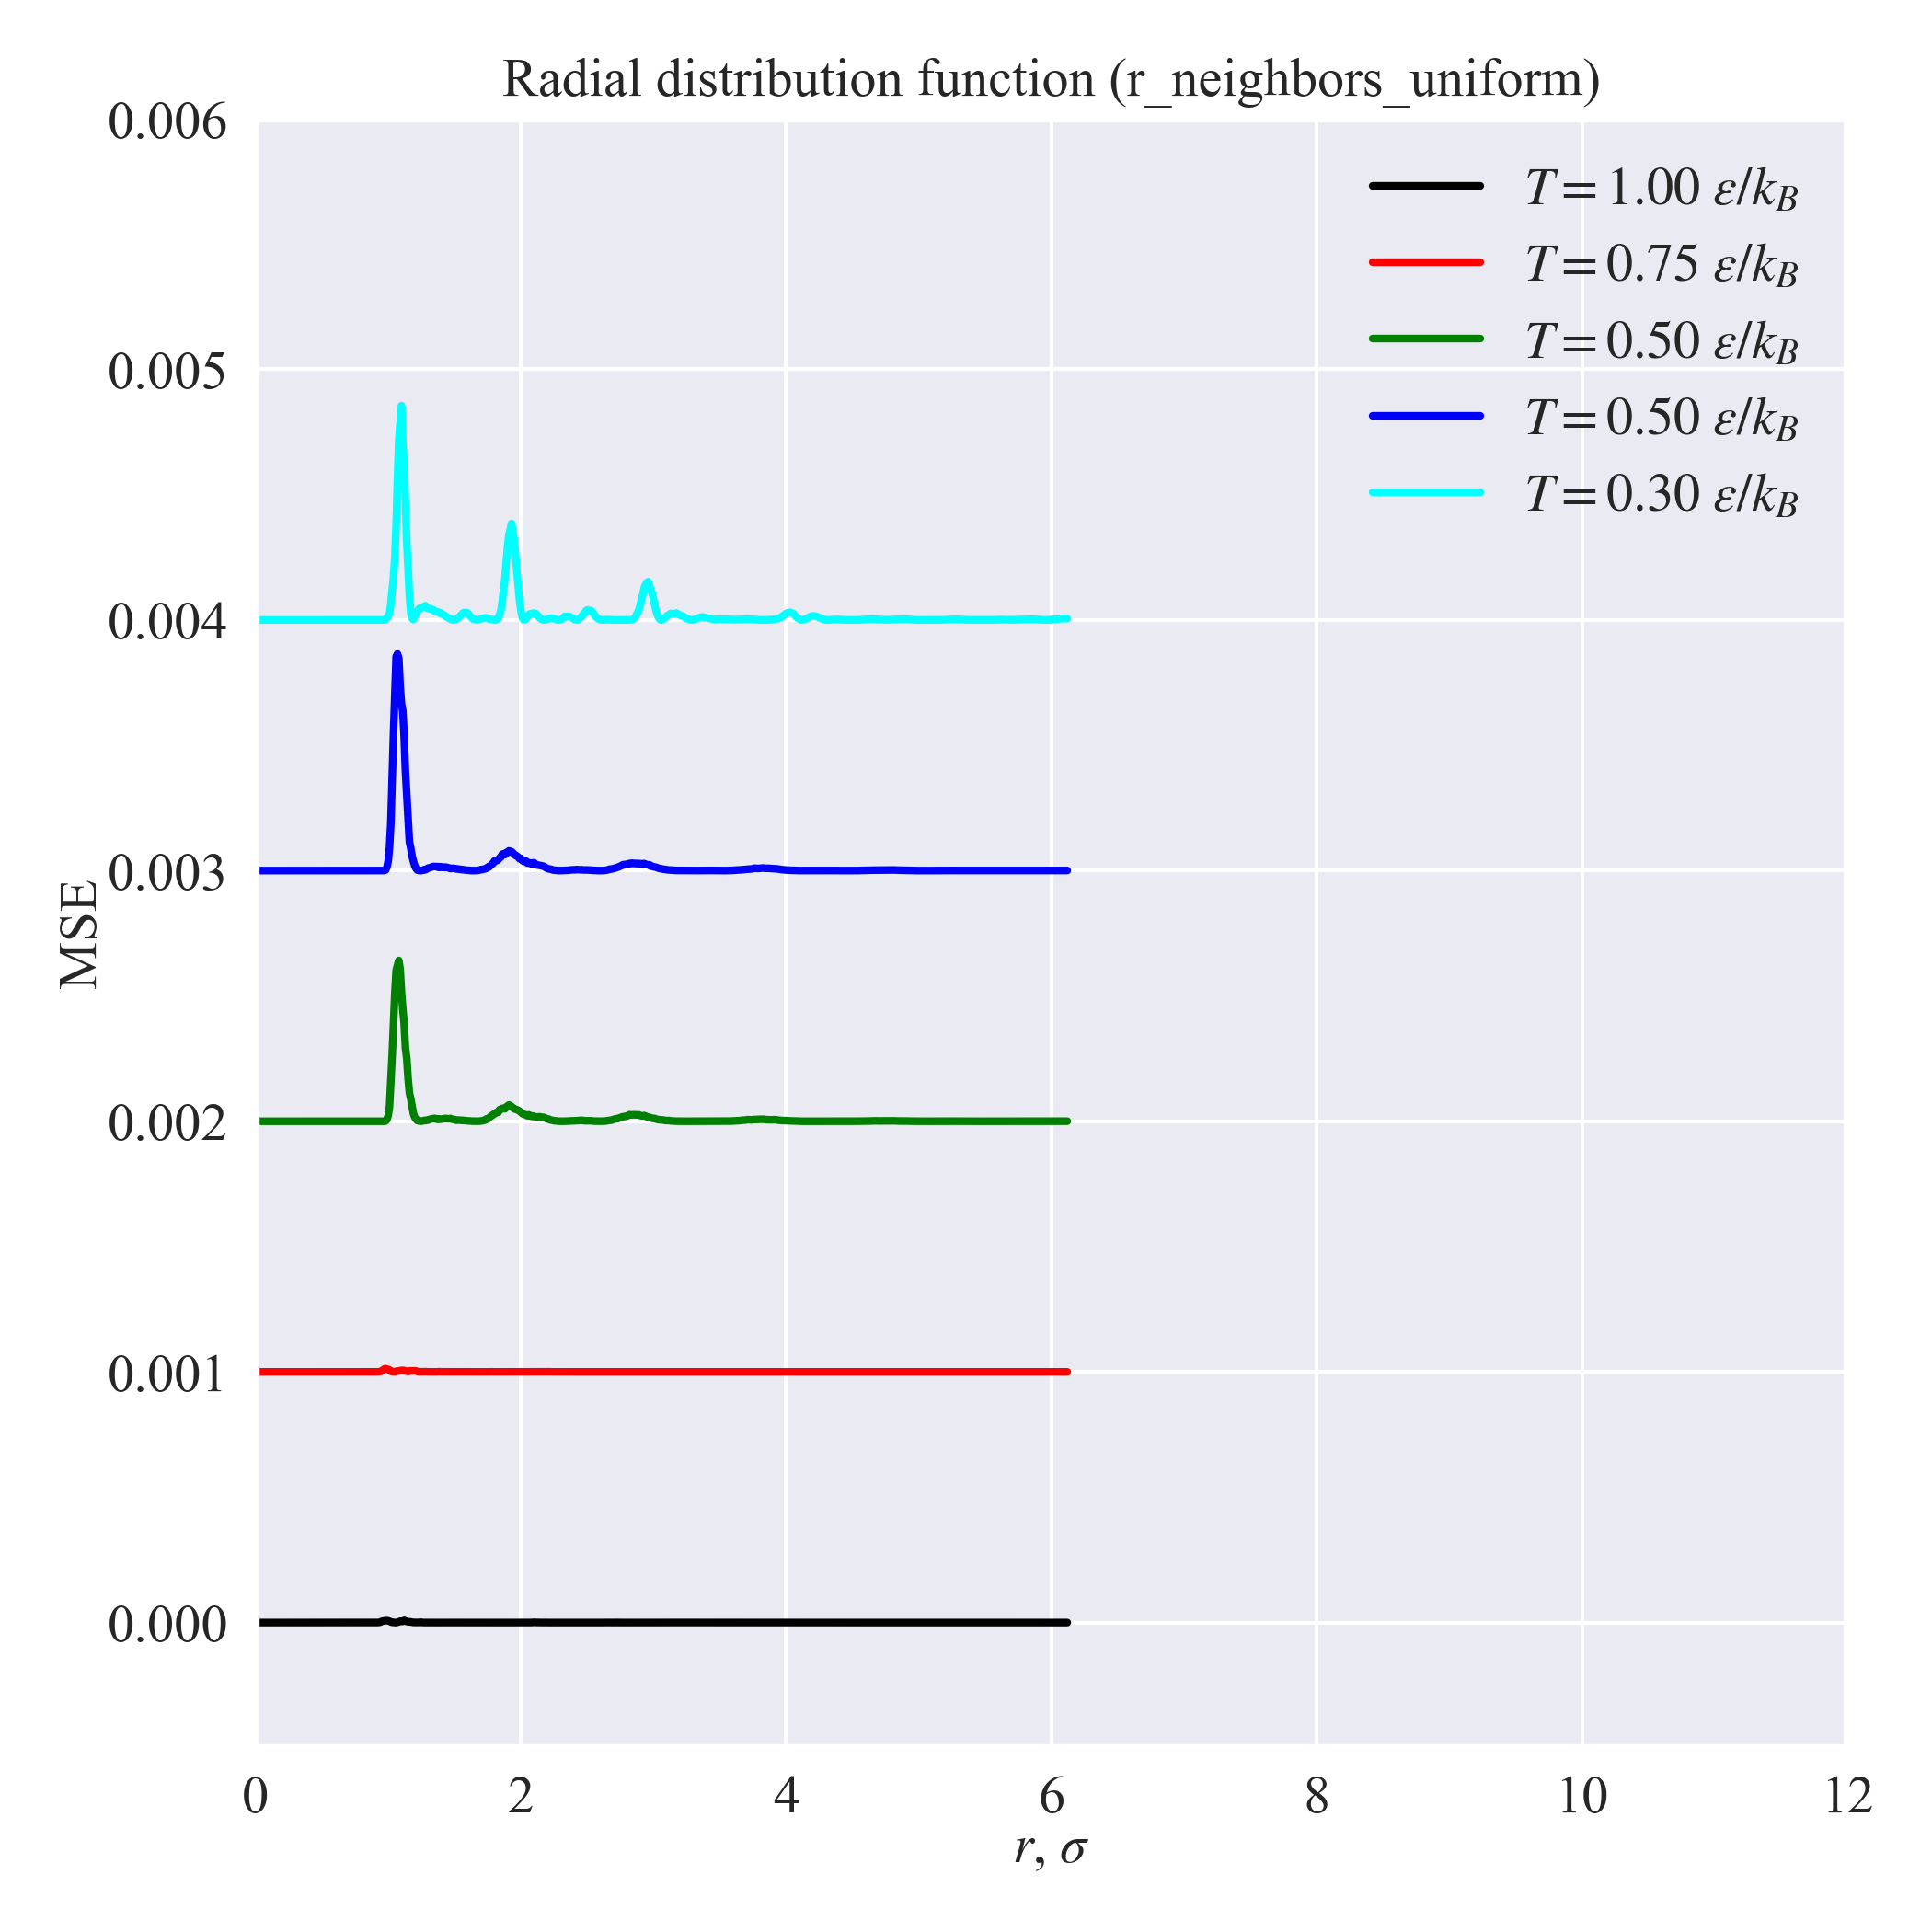 Radial distribution function (r_neighbors_uniform)
0.006
0.005
0.004
0.003
0.002
0.001
0.000
MSE
T = 1.00 ε/k_B
T = 0.75 ε/k_B
T = 0.50 ε/k_B
T = 0.50 ε/k_B
T = 0.30 ε/k_B
0 2 4 6 8 10 12
r, σ